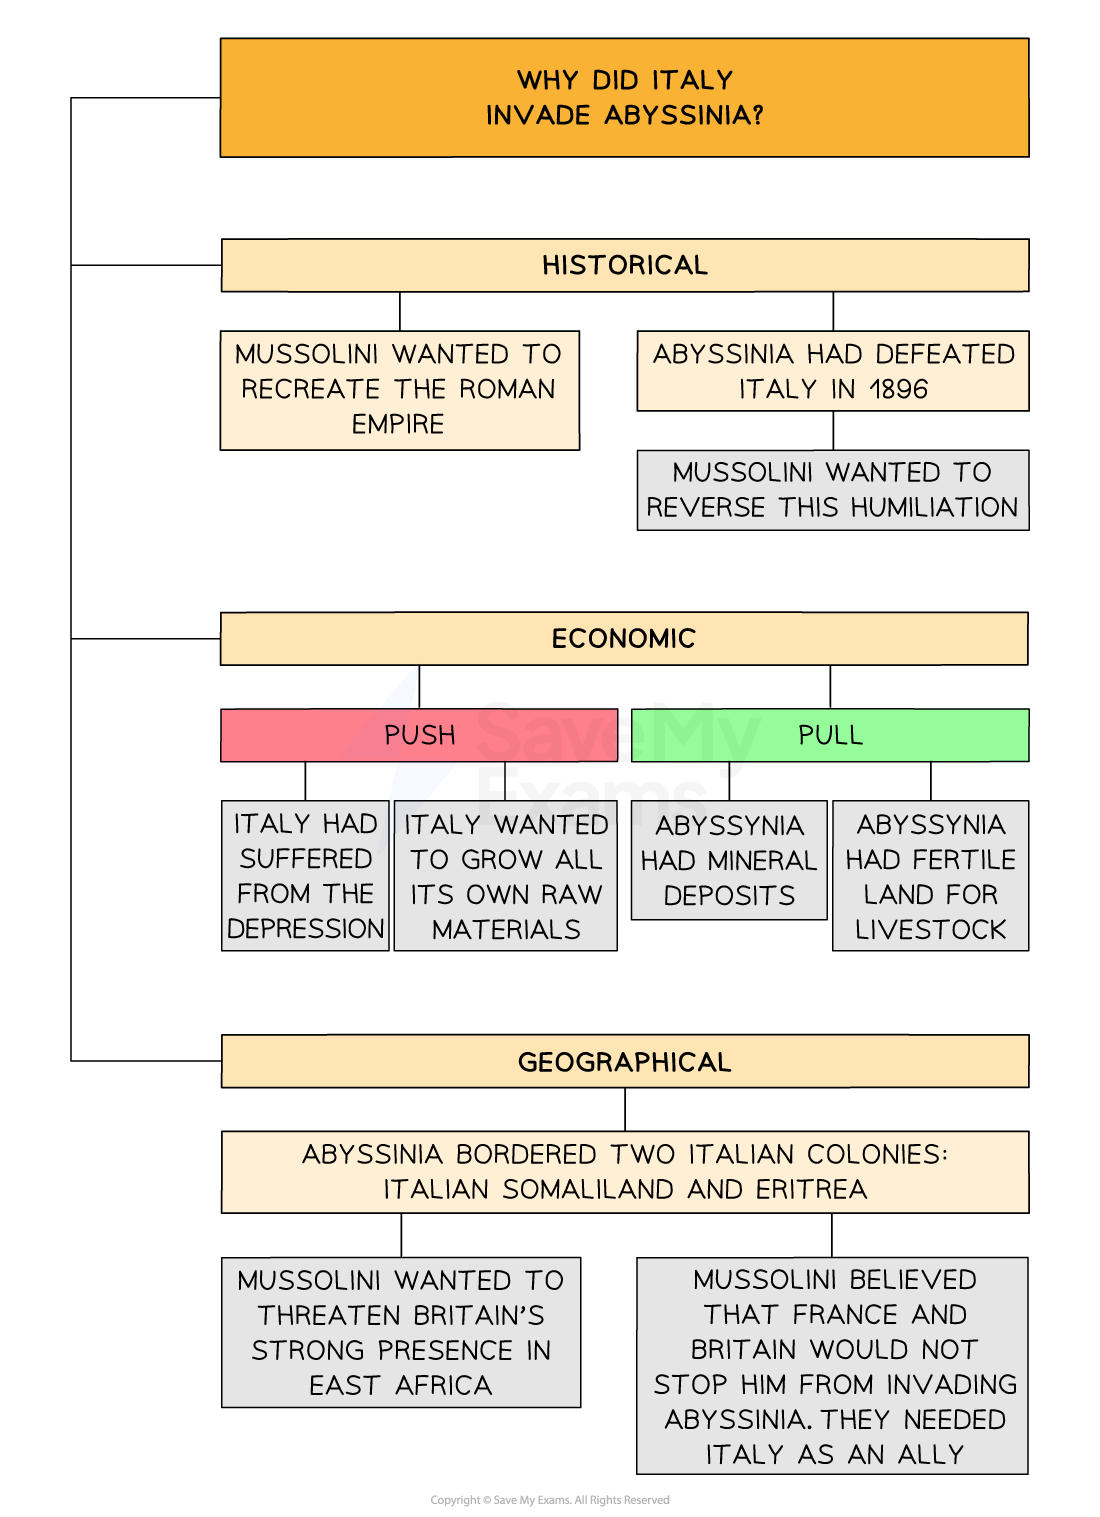 WHY DID ITALY
INVADE ABYSSINIA?
HISTORICAL
MUSSOLINI WANTED TO
RECREATE THE ROMAN
EMPIRE
ABYSSINIA HAD DEFEATED
ITALY IN 1896
MUSSOLINI WANTED TO
REVERSE THIS HUMILIATION
ECONOMIC
PUSH
ITALY HAD
SUFFERED
FROM THE
DEPRESSION
ITALY WANTED
TO GROW ALL
ITS OWN RAW
MATERIALS
PULL
ABYSSYNIA
HAD MINERAL
DEPOSITS
ABYSSYNIA
HAD FERTILE
LAND FOR
LIVESTOCK
SaveMy
Exams
GEOGRAPHICAL
ABYSSINIA BORDERED TWO ITALIAN COLONIES:
ITALIAN SOMALILAND AND ERITREA
MUSSOLINI WANTED TO
THREATEN BRITAIN'S
STRONG PRESENCE IN
EAST AFRICA
MUSSOLINI BELIEVED
THAT FRANCE AND
BRITAIN WOULD NOT
STOP HIM FROM INVADING
ABYSSINIA. THEY NEEDED
ITALY AS AN ALLY
Copyright © Save My Exams. All Rights Reserved